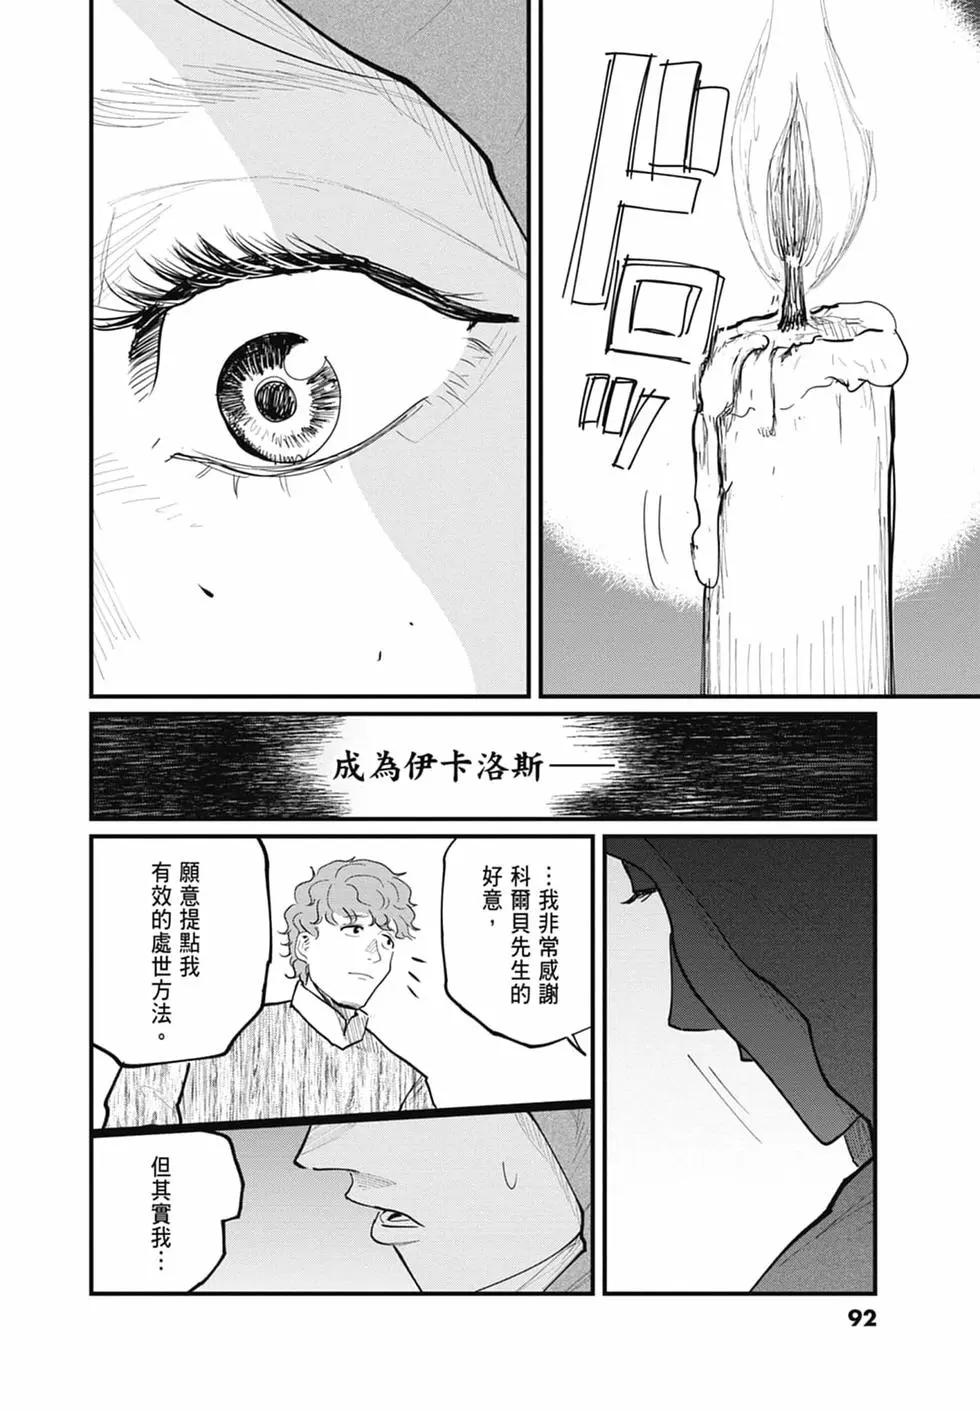 ドロッ
成為伊卡洛斯——
…我非常感謝
科爾貝先生的
好意，
願意提點我
有效的處世方法。
但其實我…
92